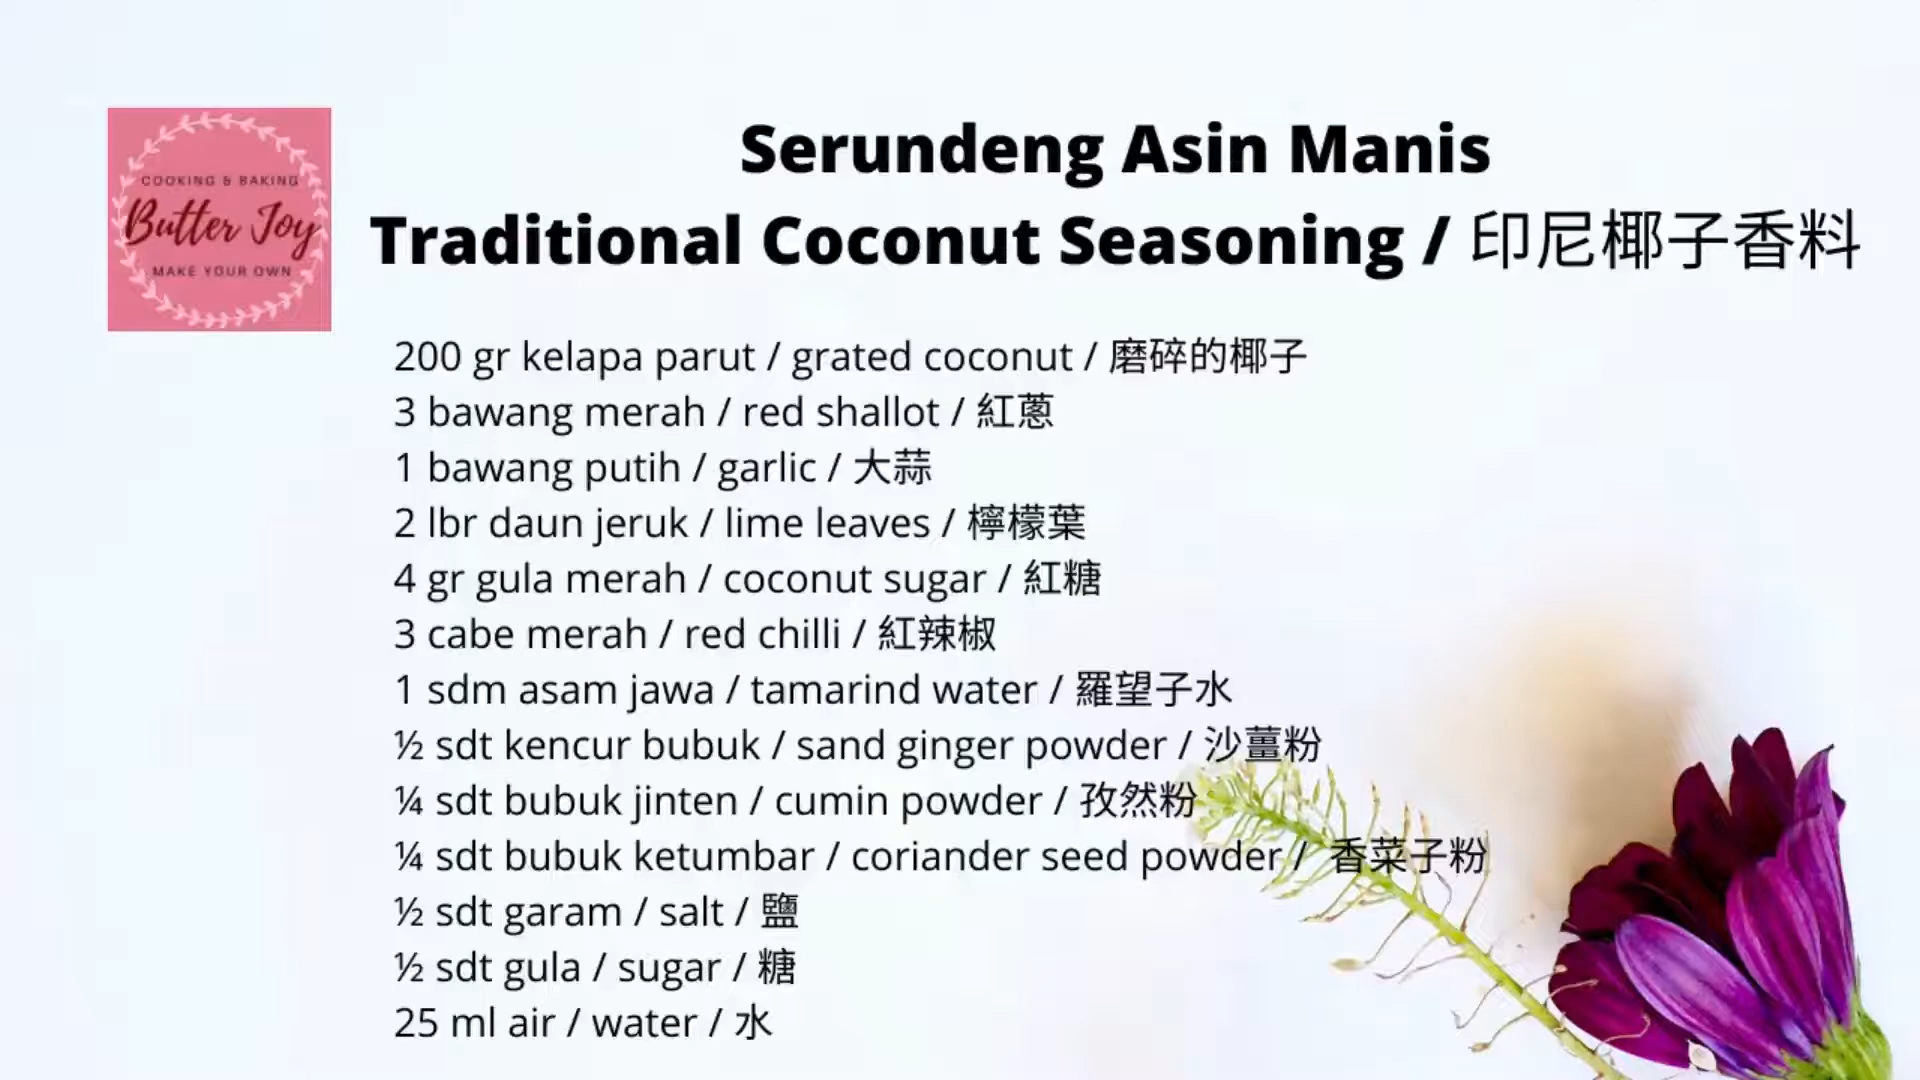 COOKING & BAKING
Butter Joy
MAKE YOUR OWN
Serundeng Asin Manis
Traditional Coconut Seasoning / 印尼椰子香料
200 gr kelapa parut / grated coconut / 磨碎的椰子
3 bawang merah / red shallot / 紅蔥
1 bawang putih / garlic / 大蒜
2 lbr daun jeruk / lime leaves / 檸檬葉
4 gr gula merah / coconut sugar / 紅糖
3 cabe merah / red chilli / 紅辣椒
1 sdm asam jawa / tamarind water / 羅望子水
½ sdt kencur bubuk / sand ginger powder / 沙薑粉
¼ sdt bubuk jinten / cumin powder / 孜然粉
¼ sdt bubuk ketumbar / coriander seed powder / 香菜子粉
½ sdt garam / salt / 鹽
½ sdt gula / sugar / 糖
25 ml air / water / 水